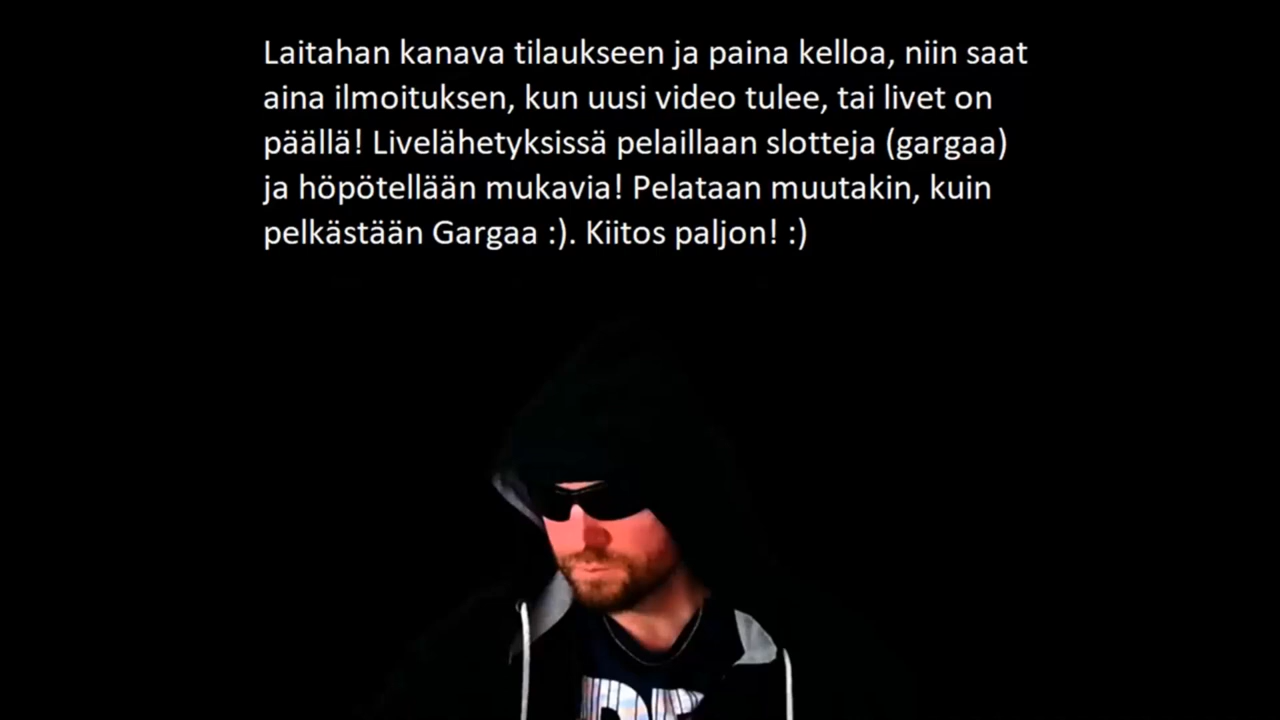 Laitahan kanava tilaukseen ja paina kelloa, niin saat
aina ilmoituksen, kun uusi video tulee, tai livet on
päällä! Livelähetyksissä pelaillaan slotteja (gargaa)
ja höpötellään mukavia! Pelataan muutakin, kuin
pelkästään Gargaa :). Kiitos paljon! :)